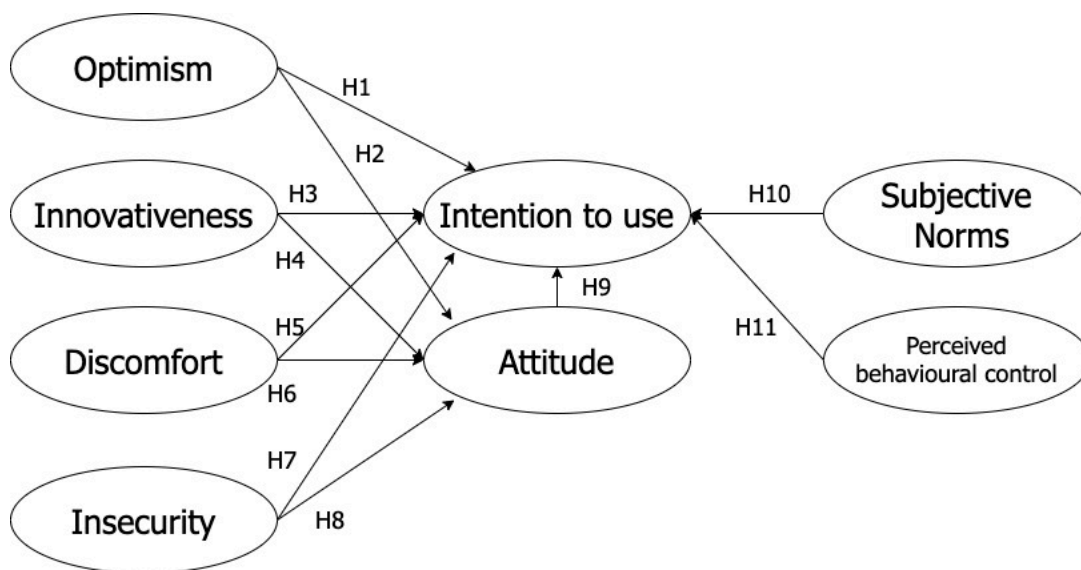 Optimism
H1
H2
Innovativeness
H3
Intention to use
H10
Subjective
Norms
H4
H9
H5
Discomfort
H6
Attitude
H11
Perceived
behavioural control
H7
Insecurity
H8